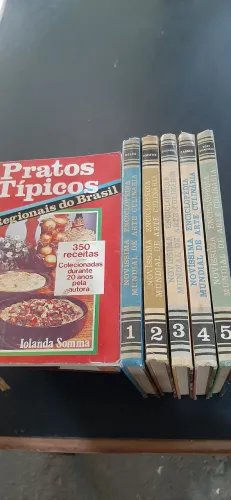 Pratos
Típicos
Regionais do Brasil
350
receitas
Colecionadas
durante
20 anos
pela
autora
Iolanda Somma
NOVÍSSIMA ENCICLOPÉDIA
MUNDIAL DE ARTE CULINÁRIA
1
NOVÍSSIMA ENCICLOPÉDIA
MUNDIAL DE ARTE CULINÁRIA
2
NOVÍSSIMA ENCICLOPÉDIA
MUNDIAL DE ARTE CULINÁRIA
3
NOVÍSSIMA ENCICLOPÉDIA
MUNDIAL DE ARTE CULINÁRIA
4
NOVÍSSIMA ENCICLOPÉDIA
MUNDIAL DE ARTE CULINÁRIA
5